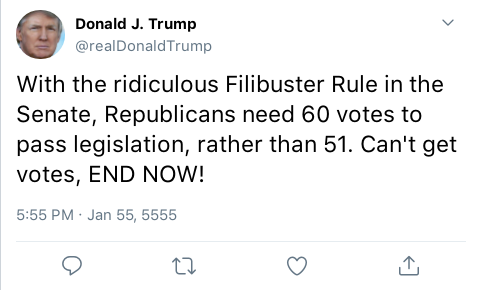 Donald J. Trump
@realDonaldTrump
With the ridiculous Filibuster Rule in the
Senate, Republicans need 60 votes to
pass legislation, rather than 51. Can't get
votes, END NOW!
5:55 PM · Jan 55, 5555